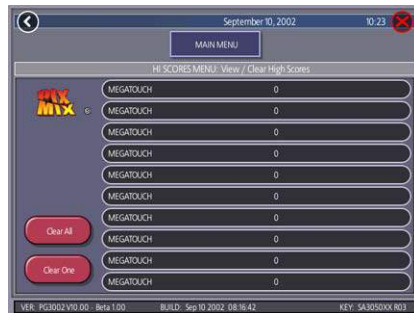 September 10, 2002 10:23
MAIN MENU
HI SCORES MENU: View / Clear High Scores
PIX
MIX
MEGATOUCH 0
MEGATOUCH 0
MEGATOUCH 0
MEGATOUCH 0
MEGATOUCH 0
MEGATOUCH 0
MEGATOUCH 0
MEGATOUCH 0
MEGATOUCH 0
MEGATOUCH 0
Clear All
Clear One
VER: PG3002 V10.00 - Beta 1.00 BUILD: Sep 10 2002 08:16:42 KEY: SA3050XX R03